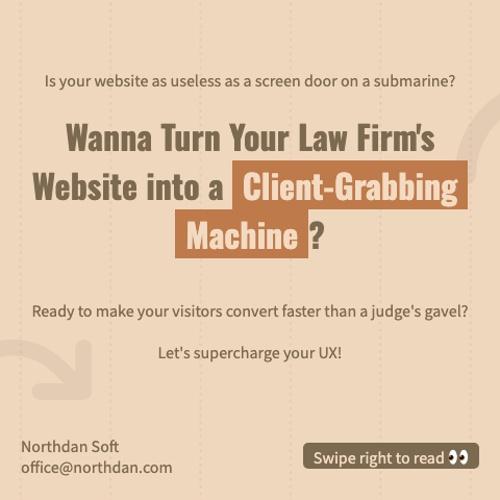 Is your website as useless as a screen door on a submarine?
Wanna Turn Your Law Firm's
Website into a Client-Grabbing
Machine ?
Ready to make your visitors convert faster than a judge's gavel?
Let's supercharge your UX!
Northdan Soft
office@northdan.com
Swipe right to read 👀